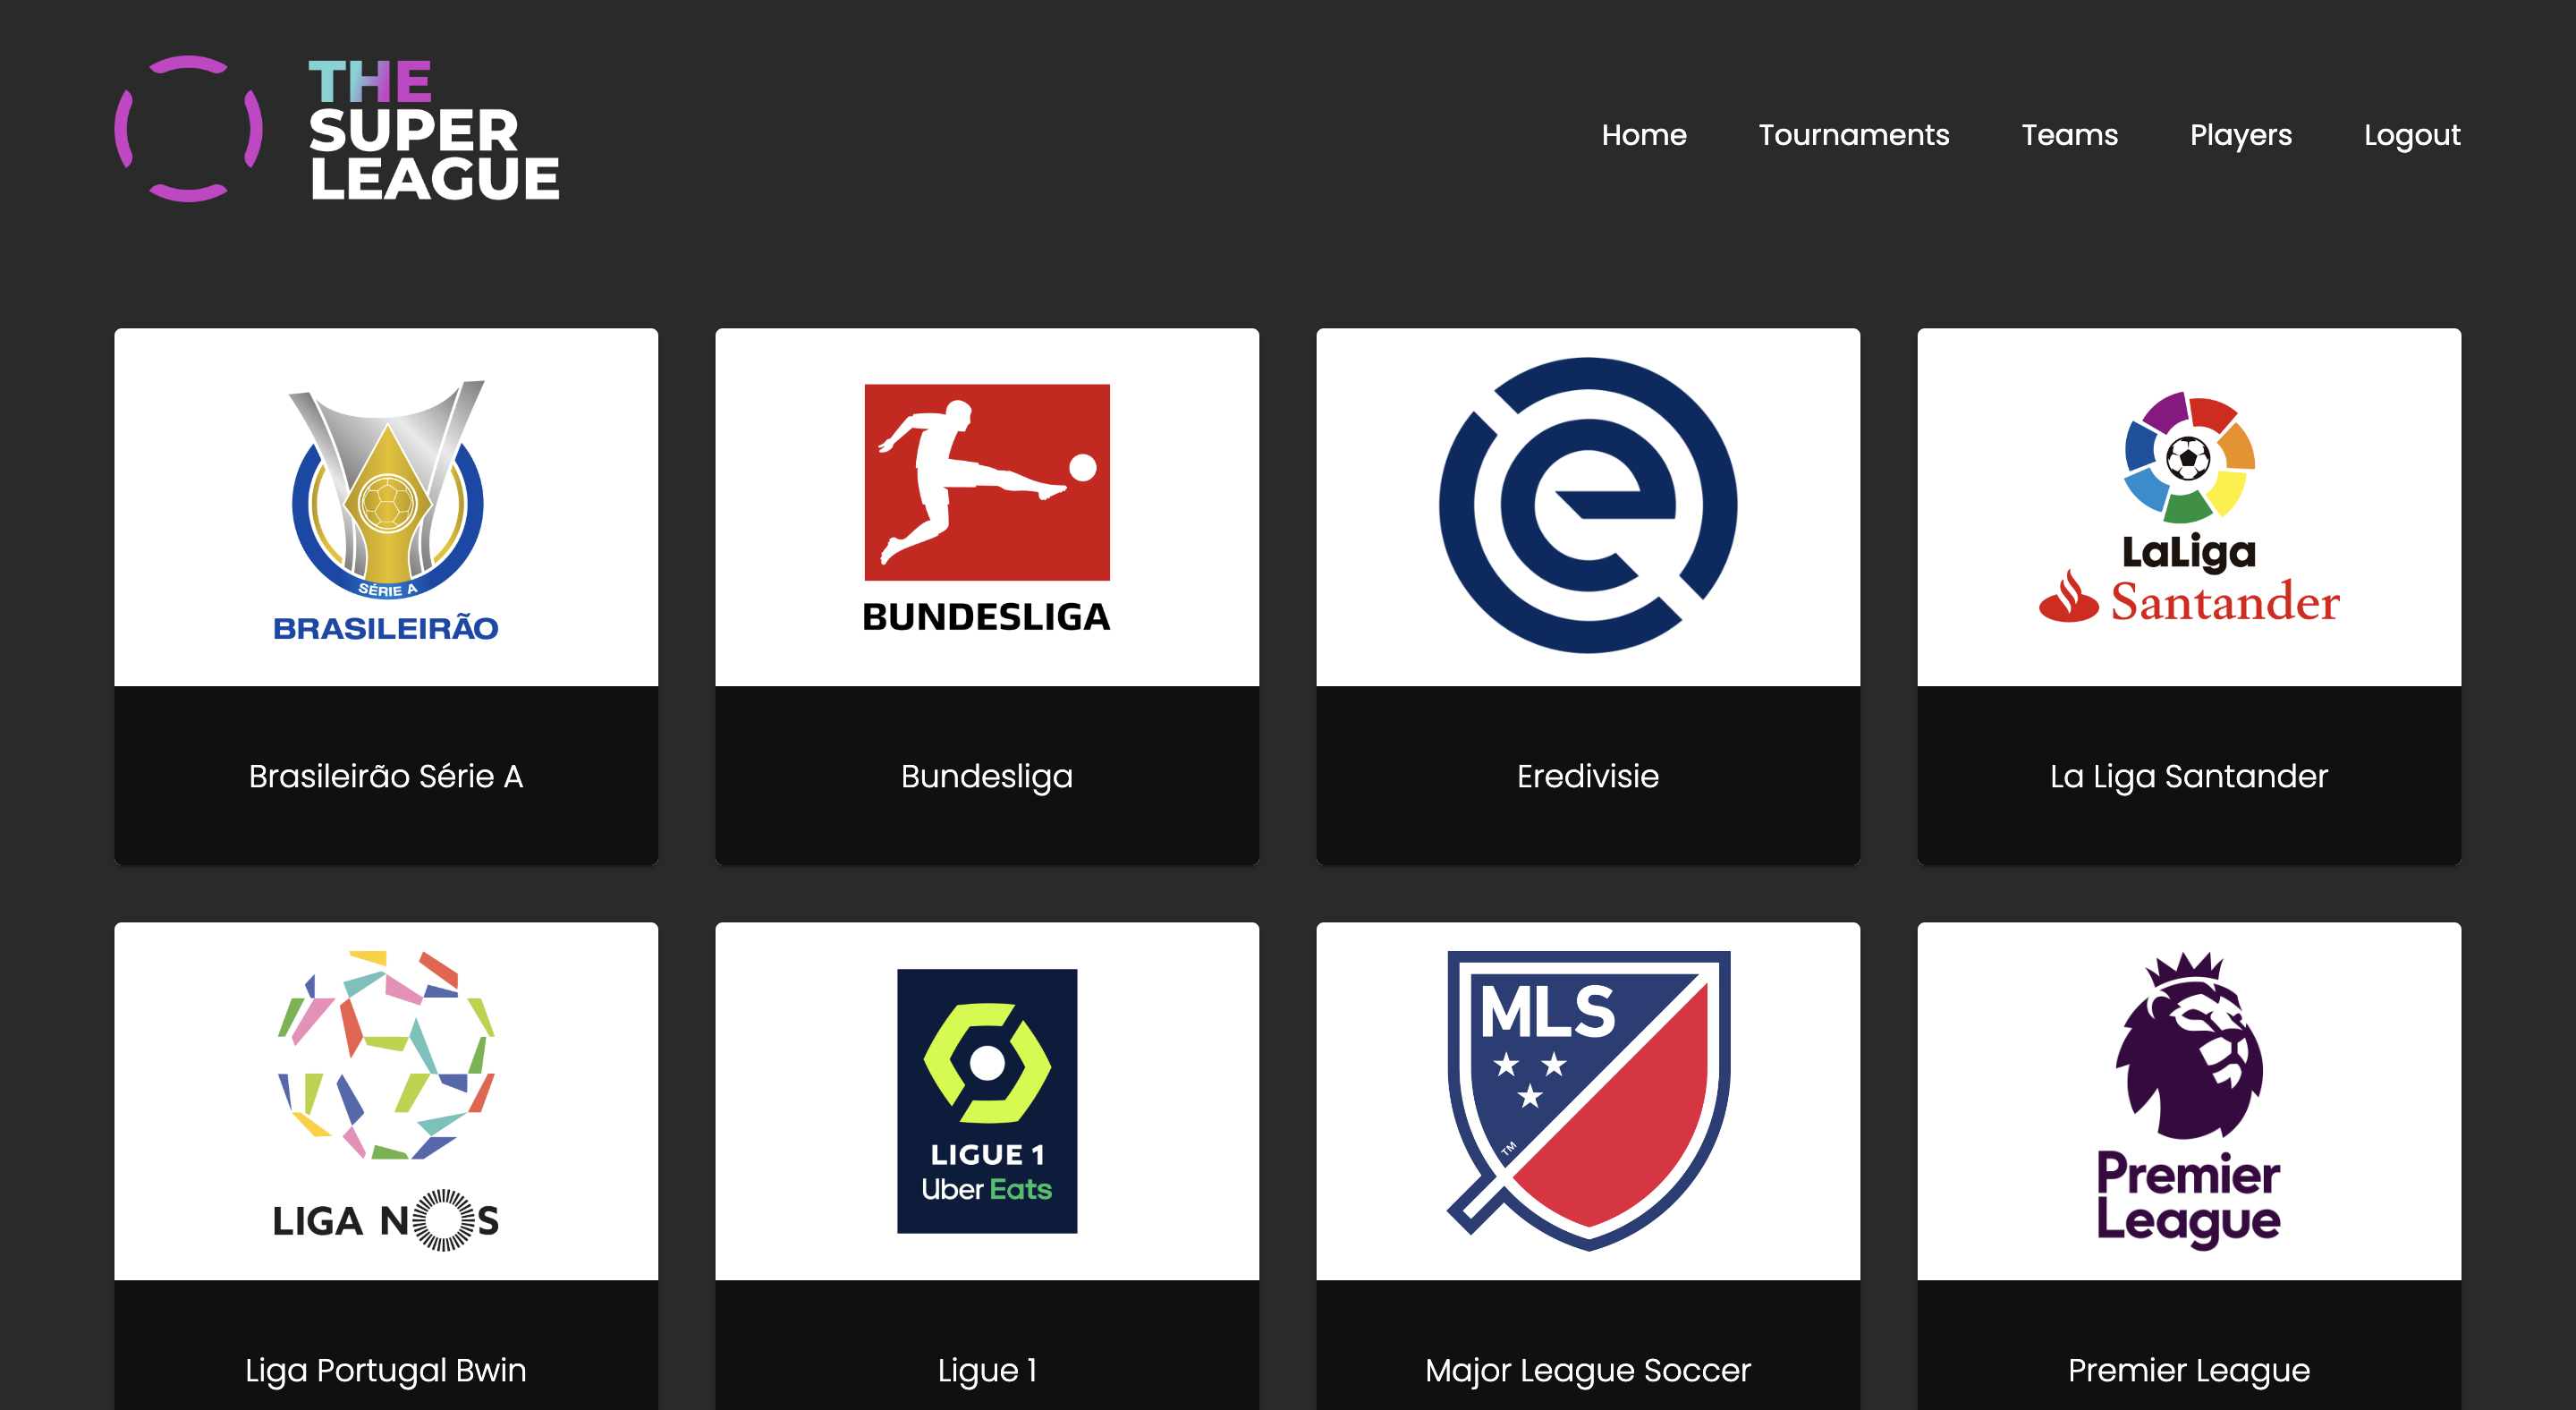 THE
SUPER
LEAGUE
Home Tournaments Teams Players Logout
SÉRIE A
BRASILEIRÃO
BUNDESLIGA
LaLiga
Santander
Brasileirão Série A
Bundesliga
Eredivisie
La Liga Santander
LIGA NOS
LIGUE 1
Uber Eats
MLS
TM
Premier
League
Liga Portugal Bwin
Ligue 1
Major League Soccer
Premier League